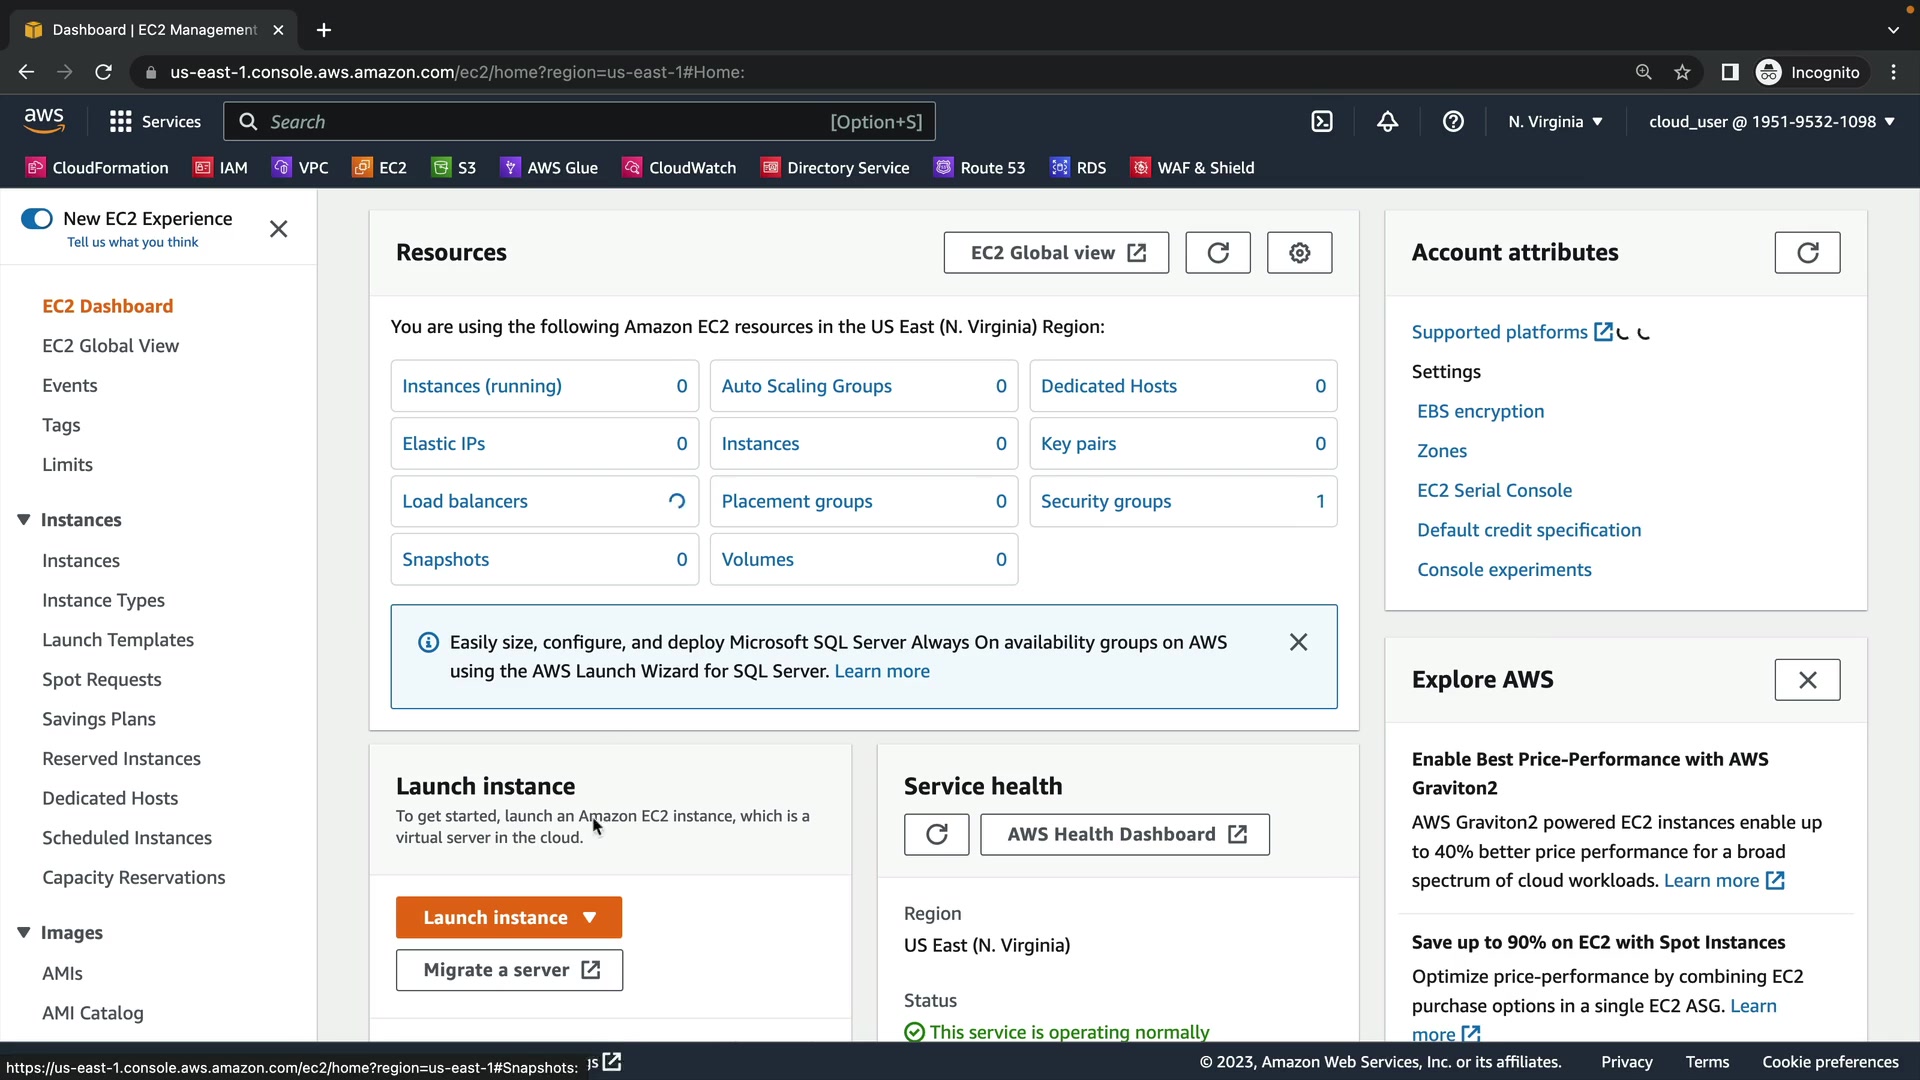 Dashboard | EC2 Management
us-east-1.console.aws.amazon.com/ec2/home?region=us-east-1#Home:
Incognito
aws
Services
Search
[Option+S]
N. Virginia
cloud_user @ 1951-9532-1098
CloudFormation
IAM
VPC
EC2
S3
AWS Glue
CloudWatch
Directory Service
Route 53
RDS
WAF & Shield
New EC2 Experience
Tell us what you think
EC2 Dashboard
EC2 Global View
Events
Tags
Limits
Instances
Instances
Instance Types
Launch Templates
Spot Requests
Savings Plans
Reserved Instances
Dedicated Hosts
Scheduled Instances
Capacity Reservations
Images
AMIs
AMI Catalog
Resources
EC2 Global view
You are using the following Amazon EC2 resources in the US East (N. Virginia) Region:
Instances (running) 0
Auto Scaling Groups 0
Dedicated Hosts 0
Elastic IPs 0
Instances 0
Key pairs 0
Load balancers
Placement groups 0
Security groups 1
Snapshots 0
Volumes 0
Easily size, configure, and deploy Microsoft SQL Server Always On availability groups on AWS
using the AWS Launch Wizard for SQL Server. Learn more
Launch instance
To get started, launch an Amazon EC2 instance, which is a
virtual server in the cloud.
Launch instance
Migrate a server
Service health
AWS Health Dashboard
Region
US East (N. Virginia)
Status
This service is operating normally
Account attributes
Supported platforms
Settings
EBS encryption
Zones
EC2 Serial Console
Default credit specification
Console experiments
Explore AWS
Enable Best Price-Performance with AWS
Graviton2
AWS Graviton2 powered EC2 instances enable up
to 40% better price performance for a broad
spectrum of cloud workloads. Learn more
Save up to 90% on EC2 with Spot Instances
Optimize price-performance by combining EC2
purchase options in a single EC2 ASG. Learn
more
https://us-east-1.console.aws.amazon.com/ec2/home?region=us-east-1#Snapshots:
© 2023, Amazon Web Services, Inc. or its affiliates.
Privacy
Terms
Cookie preferences